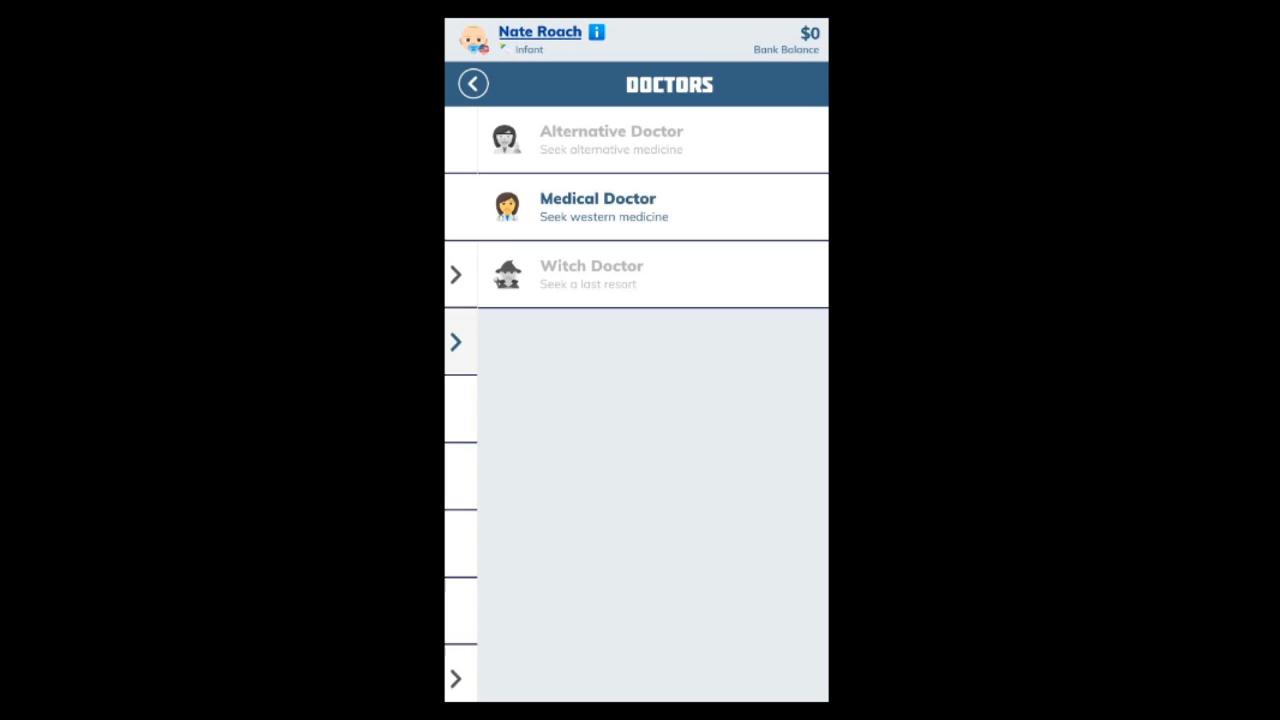 Nate Roach
Infant
$0
Bank Balance
DOCTORS
Alternative Doctor
Seek alternative medicine
Medical Doctor
Seek western medicine
Witch Doctor
Seek a last resort